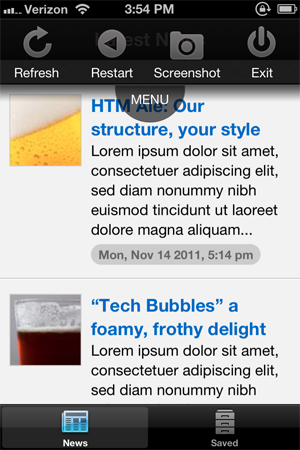 Verizon 3:54 PM
Refresh Restart Screenshot Exit
MENU
HTM Ale: Our
structure, your style
Lorem ipsum dolor sit amet,
consectetuer adipiscing elit,
sed diam nonummy nibh
euismod tincidunt ut laoreet
dolore magna aliquam...
Mon, Nov 14 2011, 5:14 pm
“Tech Bubbles” a
foamy, frothy delight
Lorem ipsum dolor sit amet,
consectetuer adipiscing elit,
sed diam nonummy nibh
News Saved